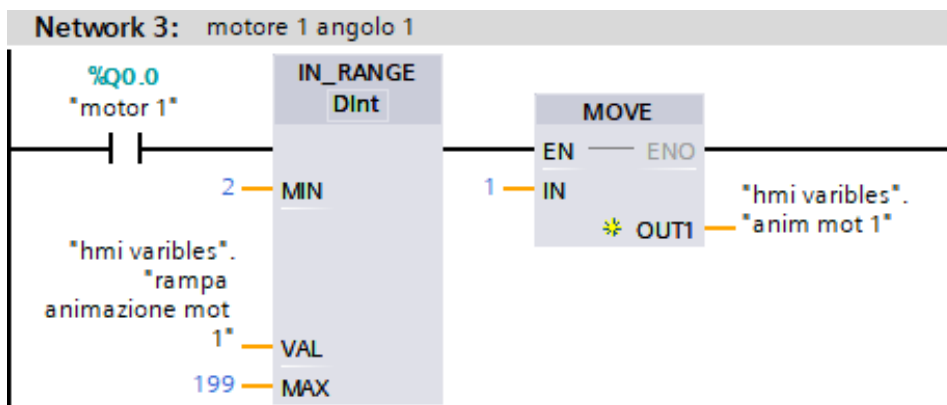 Network 3: motore 1 angolo 1
%Q0.0
"motor 1"
IN_RANGE
DInt
MOVE
EN
ENO
2
MIN
1
IN
"hmi varibles".
"anim mot 1"
OUT1
"hmi varibles".
"rampa
animazione mot
1"
VAL
199
MAX